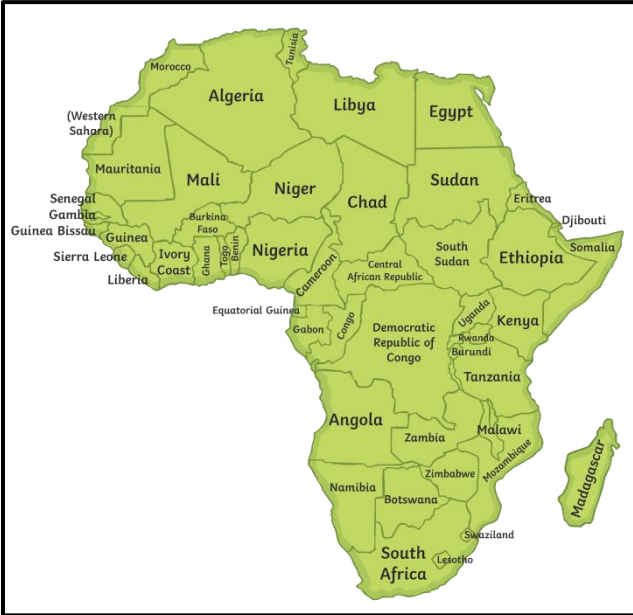 Tunisia
Morocco
Algeria
Libya
Egypt
(Western
Sahara)
Mauritania
Mali
Niger
Chad
Sudan
Eritrea
Senegal
Gambia
Guinea Bissau
Guinea
Burkina
Faso
Djibouti
Somalia
Sierra Leone
Liberia
Ivory
Coast
Ghana
Togo
Benin
Nigeria
Cameroon
Central
African Republic
South
Sudan
Ethiopia
Equatorial Guinea
Gabon
Congo
Democratic
Republic of
Congo
Uganda
Kenya
Rwanda
Burundi
Tanzania
Angola
Zambia
Malawi
Mozambique
Zimbabwe
Namibia
Botswana
Madagascar
Swaziland
South
Africa
Lesotho